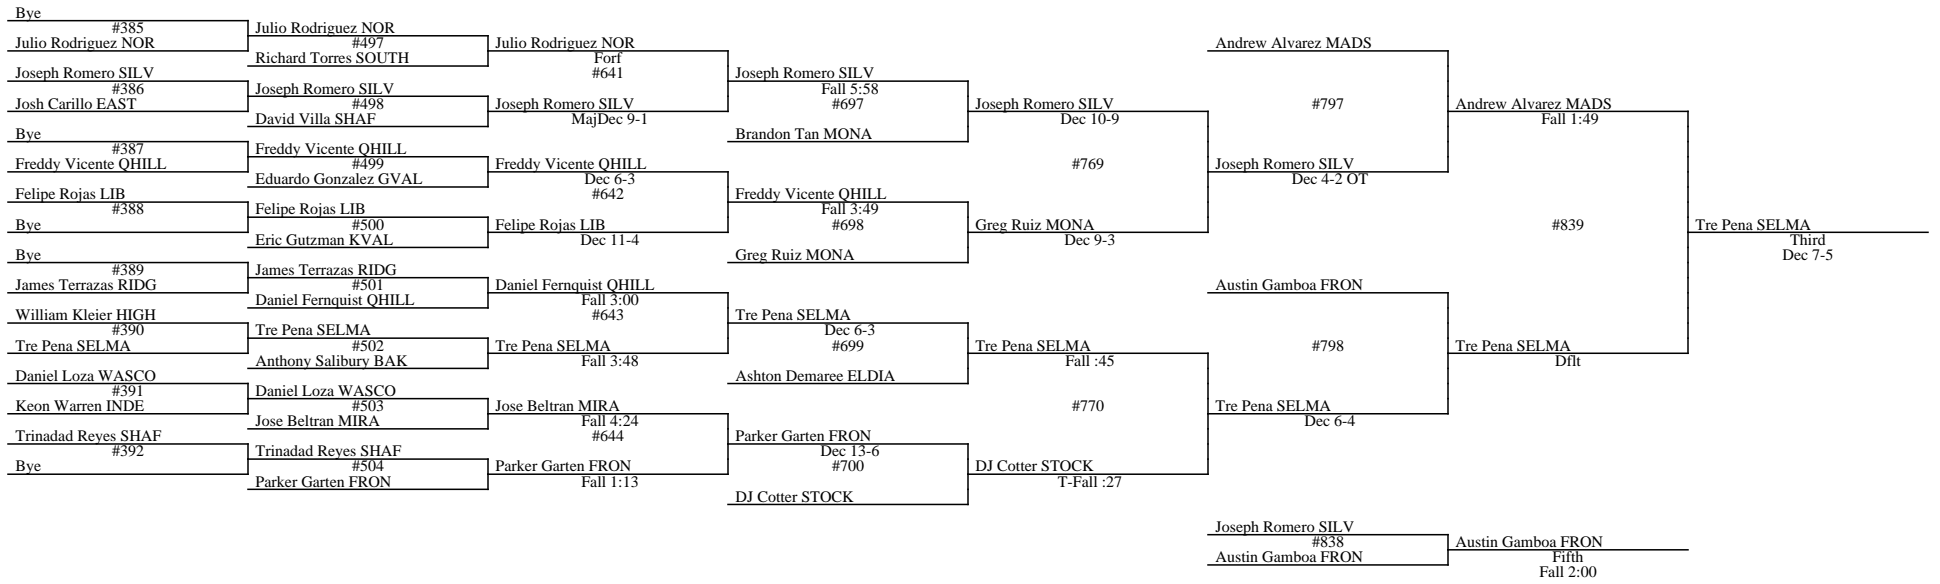 Bye
#385
Julio Rodriguez NOR
Joseph Romero SILV
#386
Josh Carillo EAST
Bye
#387
Freddy Vicente QHILL
Felipe Rojas LIB
#388
Bye
Bye
#389
James Terrazas RIDG
William Kleier HIGH
#390
Tre Pena SELMA
Daniel Loza WASCO
#391
Keon Warren INDE
Trinadad Reyes SHAF
#392
Bye
Julio Rodriguez NOR
#497
Richard Torres SOUTH
Joseph Romero SILV
#498
David Villa SHAF
Freddy Vicente QHILL
#499
Eduardo Gonzalez GVAL
Felipe Rojas LIB
#500
Eric Gutzman KVAL
James Terrazas RIDG
#501
Daniel Fernquist QHILL
Tre Pena SELMA
#502
Anthony Salibury BAK
Daniel Loza WASCO
#503
Jose Beltran MIRA
Trinadad Reyes SHAF
#504
Parker Garten FRON
Julio Rodriguez NOR
Forf
#641
Joseph Romero SILV
MajDec 9-1
Freddy Vicente QHILL
Dec 6-3
#642
Felipe Rojas LIB
Dec 11-4
Daniel Fernquist QHILL
Fall 3:00
#643
Tre Pena SELMA
Fall 3:48
Jose Beltran MIRA
Fall 4:24
#644
Parker Garten FRON
Fall 1:13
Joseph Romero SILV
Fall 5:58
#697
Brandon Tan MONA
Freddy Vicente QHILL
Fall 3:49
#698
Greg Ruiz MONA
Tre Pena SELMA
Dec 6-3
#699
Ashton Demaree ELDIA
Parker Garten FRON
Dec 13-6
#700
DJ Cotter STOCK
Joseph Romero SILV
Dec 10-9
#769
Greg Ruiz MONA
Dec 9-3
Tre Pena SELMA
Fall :45
#770
DJ Cotter STOCK
T-Fall :27
Andrew Alvarez MADS
#797
Joseph Romero SILV
Dec 4-2 OT
Austin Gamboa FRON
#798
Tre Pena SELMA
Dec 6-4
Andrew Alvarez MADS
Fall 1:49
#839
Tre Pena SELMA
Dflt
Tre Pena SELMA
Third
Dec 7-5
Joseph Romero SILV
#838
Austin Gamboa FRON
Austin Gamboa FRON
Fifth
Fall 2:00